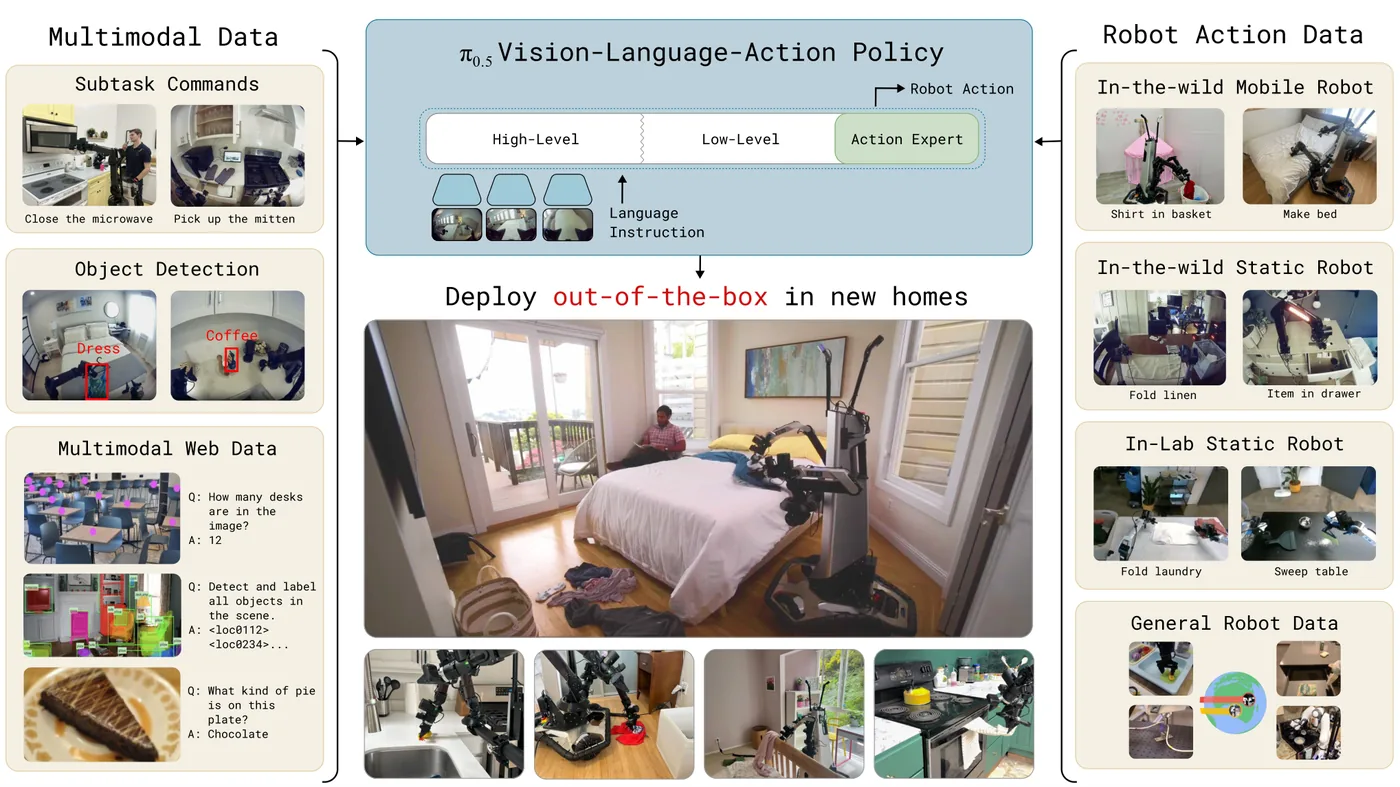 Multimodal Data
Subtask Commands
Close the microwave
Pick up the mitten
Object Detection
Dress
Coffee
Multimodal Web Data
Q: How many desks
are in the
image?
A: 12
Q: Detect and label
all objects in
the scene.
A: <loc0112>
<loc0234>...
Q: What kind of pie
is on this
plate?
A: Chocolate
π0.5 Vision-Language-Action Policy
Robot Action
High-Level
Low-Level
Action Expert
Language
Instruction
Deploy out-of-the-box in new homes
Robot Action Data
In-the-wild Mobile Robot
Shirt in basket
Make bed
In-the-wild Static Robot
Fold linen
Item in drawer
In-Lab Static Robot
Fold laundry
Sweep table
General Robot Data